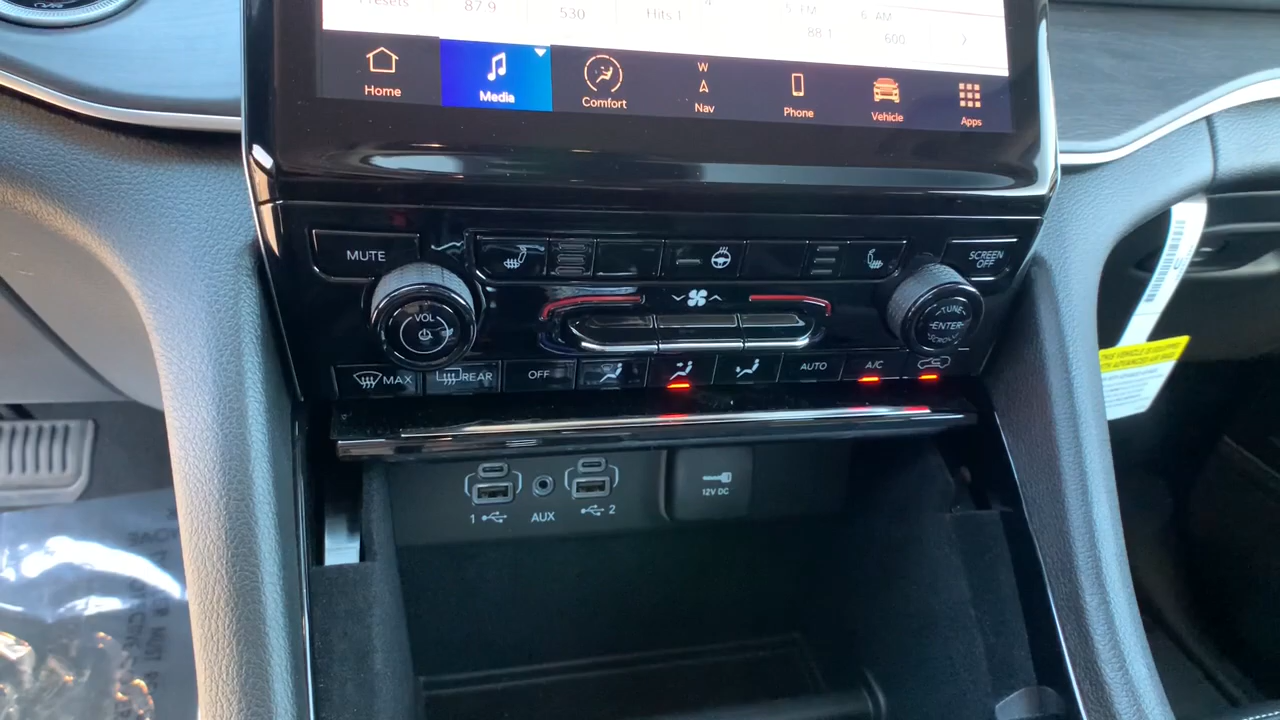 Presets
87.9
530
Hits 1
88.1
600
Home
Media
Comfort
W
Nav
Phone
Vehicle
Apps
MUTE
SCREEN
OFF
VOL
TUNE
ENTER
SCROLL
MAX
REAR
OFF
AUTO
A/C
1
AUX
2
12V DC